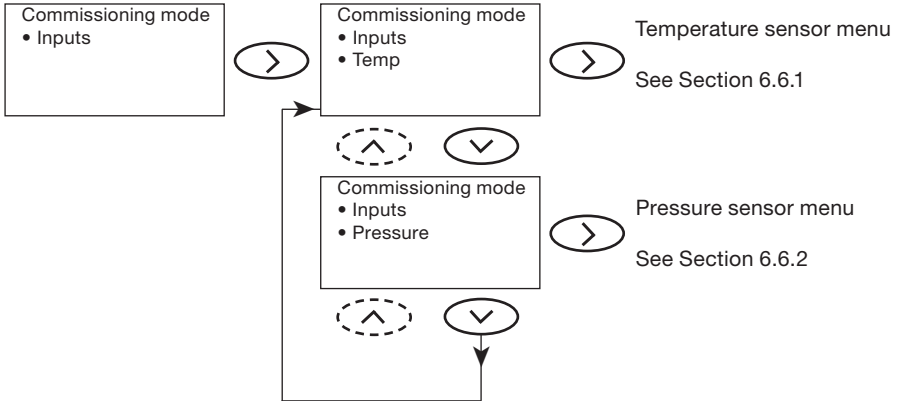 Commissioning mode
• Inputs
Commissioning mode
• Inputs
• Temp
Temperature sensor menu
See Section 6.6.1
Commissioning mode
• Inputs
• Pressure
Pressure sensor menu
See Section 6.6.2